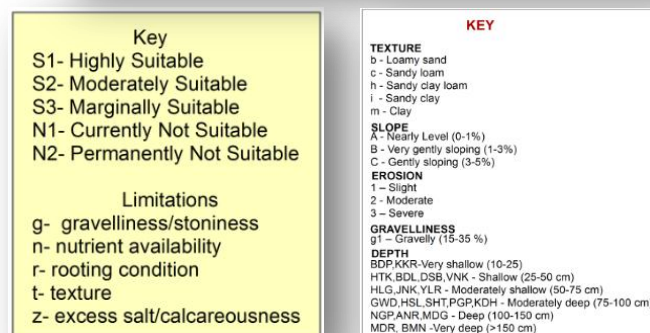 Key
S1- Highly Suitable
S2- Moderately Suitable
S3- Marginally Suitable
N1- Currently Not Suitable
N2- Permanently Not Suitable
Limitations
g- gravelliness/stoniness
n- nutrient availability
r- rooting condition
t- texture
z- excess salt/calcareousness
KEY
TEXTURE
b - Loamy sand
c - Sandy loam
h - Sandy clay loam
i - Sandy clay
m - Clay
SLOPE
A - Nearly Level (0-1%)
B - Very gently sloping (1-3%)
C - Gently sloping (3-5%)
EROSION
1 – Slight
2 - Moderate
3 – Severe
GRAVELLINESS
g1 – Gravelly (15-35 %)
DEPTH
BDP,KKR-Very shallow (10-25)
HTK,BDL,DSB,VNK - Shallow (25-50 cm)
HLG,JNK,YLR - Moderately shallow (50-75 cm)
GWD,HSL,SHT,PGP,KDH - Moderately deep (75-100 cm)
NGP,ANR,MDG - Deep (100-150 cm)
MDR, BMN -Very deep (>150 cm)